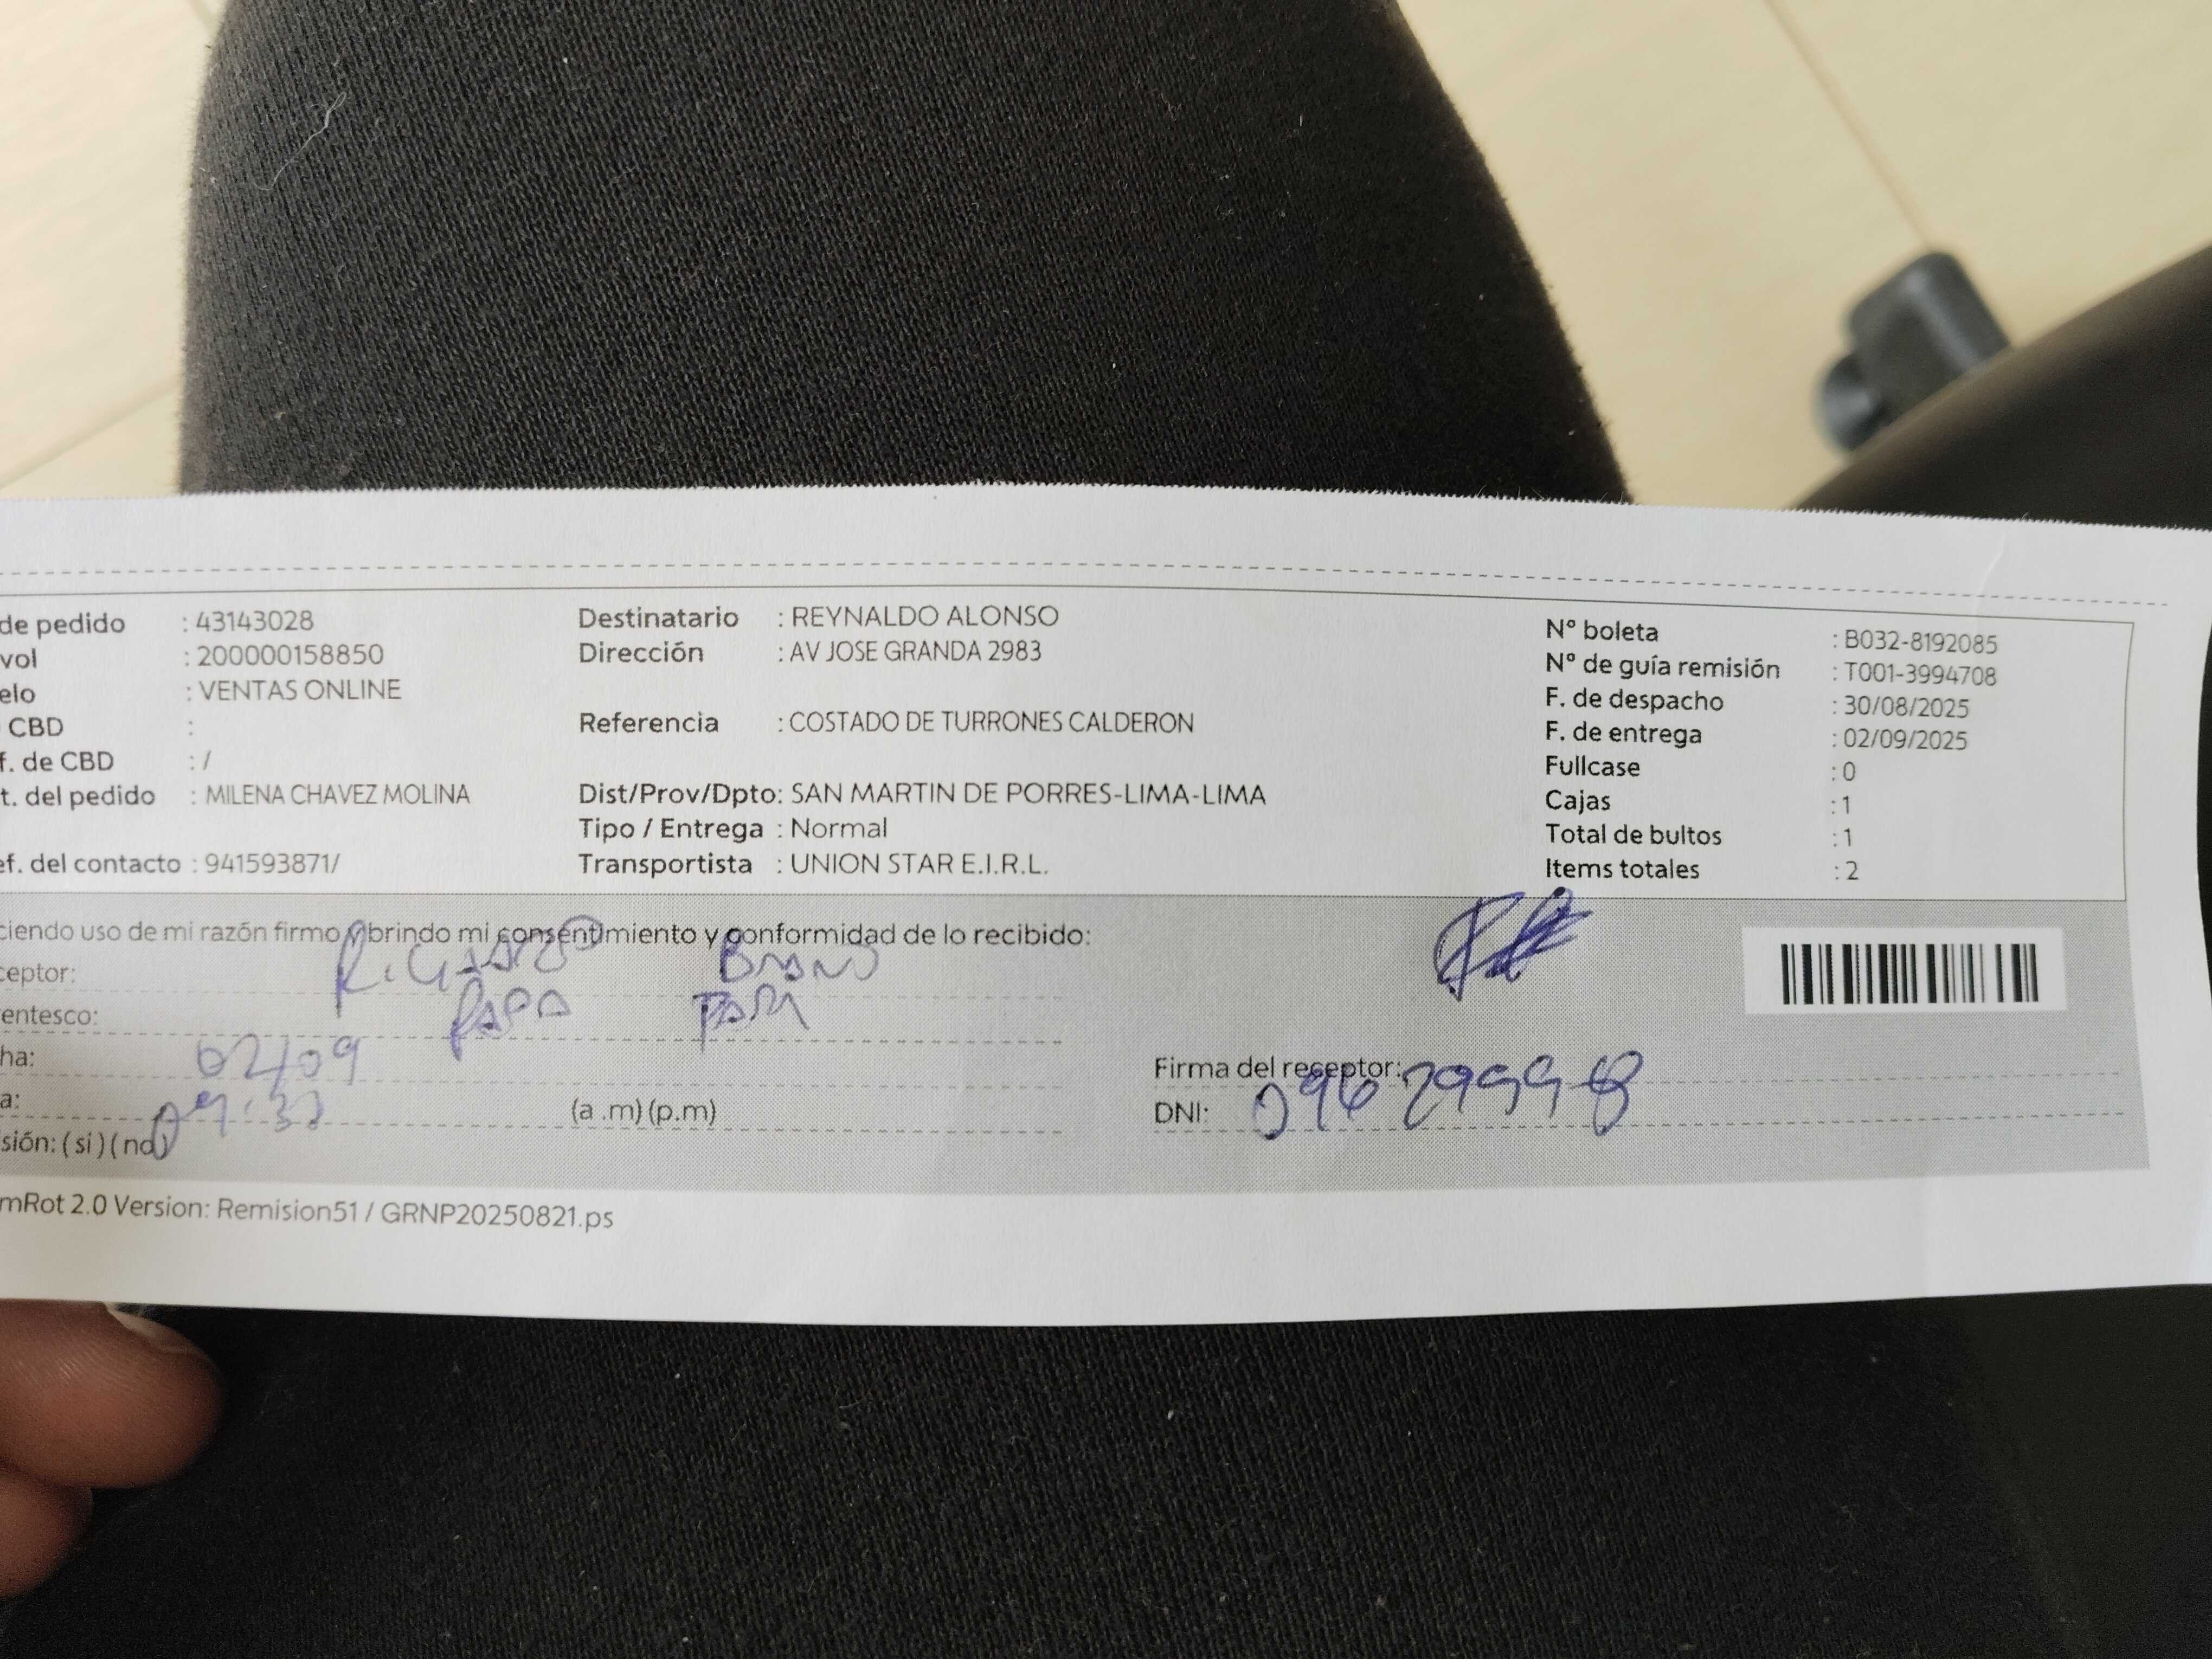 de pedido : 43143028
vol : 200000158850
elo : VENTAS ONLINE
CBD :
f. de CBD : /
t. del pedido : MILENA CHAVEZ MOLINA
ef. del contacto : 941593871/
Destinatario : REYNALDO ALONSO
Dirección : AV JOSE GRANDA 2983
Referencia : COSTADO DE TURRONES CALDERON
Dist/Prov/Dpto: SAN MARTIN DE PORRES-LIMA-LIMA
Tipo / Entrega : Normal
Transportista : UNION STAR E.I.R.L.
Nº boleta : B032-8192085
Nº de guía remisión : T001-3994708
F. de despacho : 30/08/2025
F. de entrega : 02/09/2025
Fullcase : 0
Cajas : 1
Total de bultos : 1
Items totales : 2
ciendo uso de mi razón firmo brindo mi consentimiento y conformidad de lo recibido:
ceptor:
entesco: PAPA
ha: 02/09
a: (a .m) (p.m)
sión: ( si ) ( no )
Firma del receptor:
DNI: 09629998
mRot 2.0 Version: Remision51 / GRNP20250821.ps